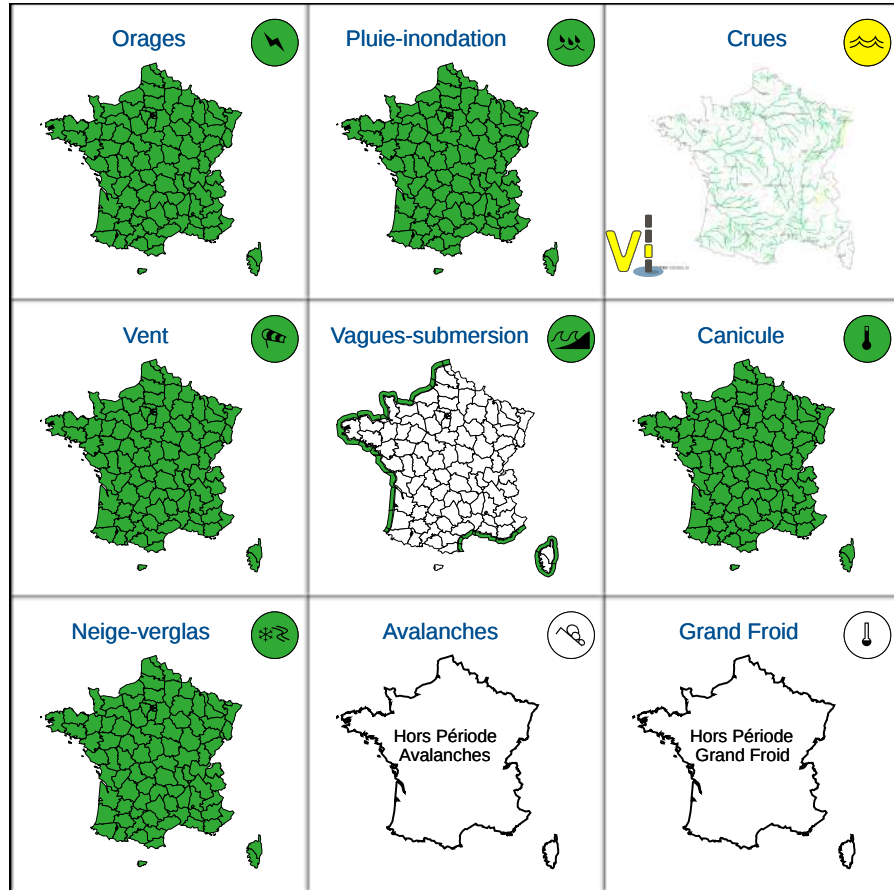 Orages
Pluie-inondation
Crues
Vi
Vent
Vagues-submersion
Canicule
Neige-verglas
Avalanches
Grand Froid
Hors Période
Avalanches
Hors Période
Grand Froid